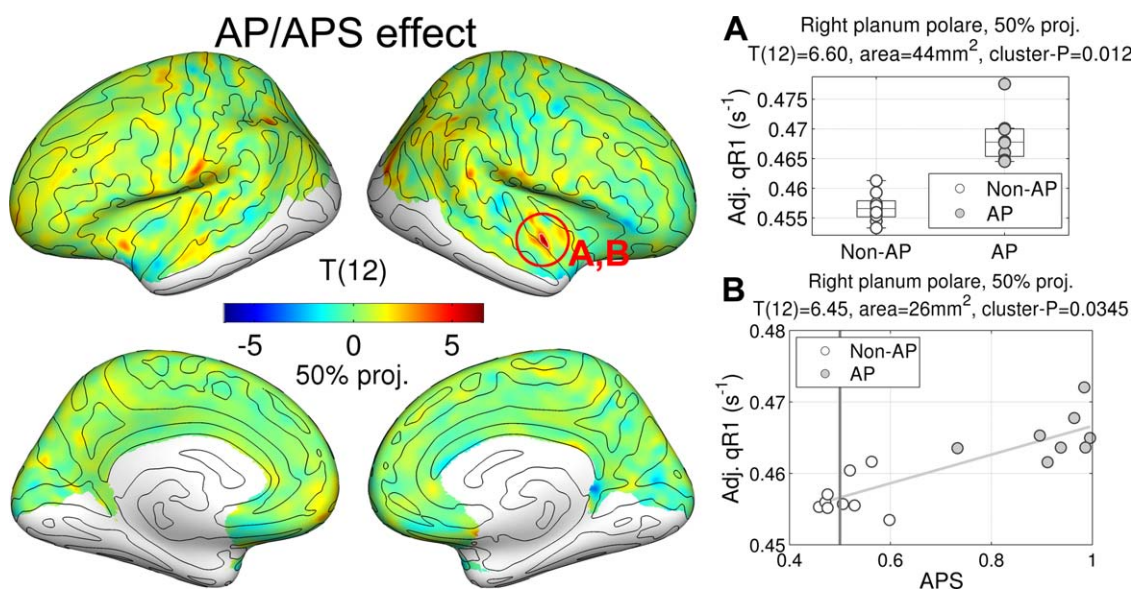 AP/APS effect
A,B
T(12)
-5 0 5
50% proj.
A
Right planum polare, 50% proj.
T(12)=6.60, area=44mm², cluster-P=0.012
Adj. qR1 (s⁻¹)
0.475
0.47
0.465
0.46
0.455
Non-AP
AP
Non-AP AP
B
Right planum polare, 50% proj.
T(12)=6.45, area=26mm², cluster-P=0.0345
Adj. qR1 (s⁻¹)
0.48
0.47
0.46
0.45
Non-AP
AP
0.4 0.6 0.8 1
APS